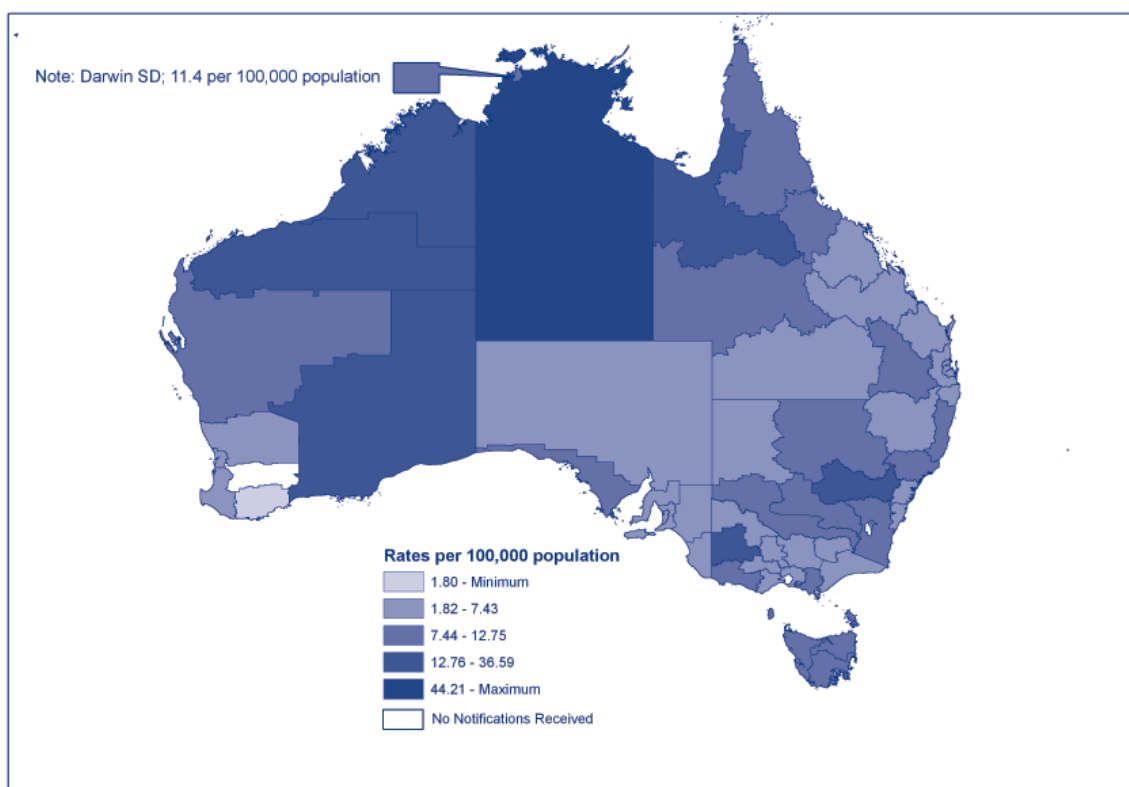 Note: Darwin SD; 11.4 per 100,000 population
Rates per 100,000 population
1.80 - Minimum
1.82 - 7.43
7.44 - 12.75
12.76 - 36.59
44.21 - Maximum
No Notifications Received